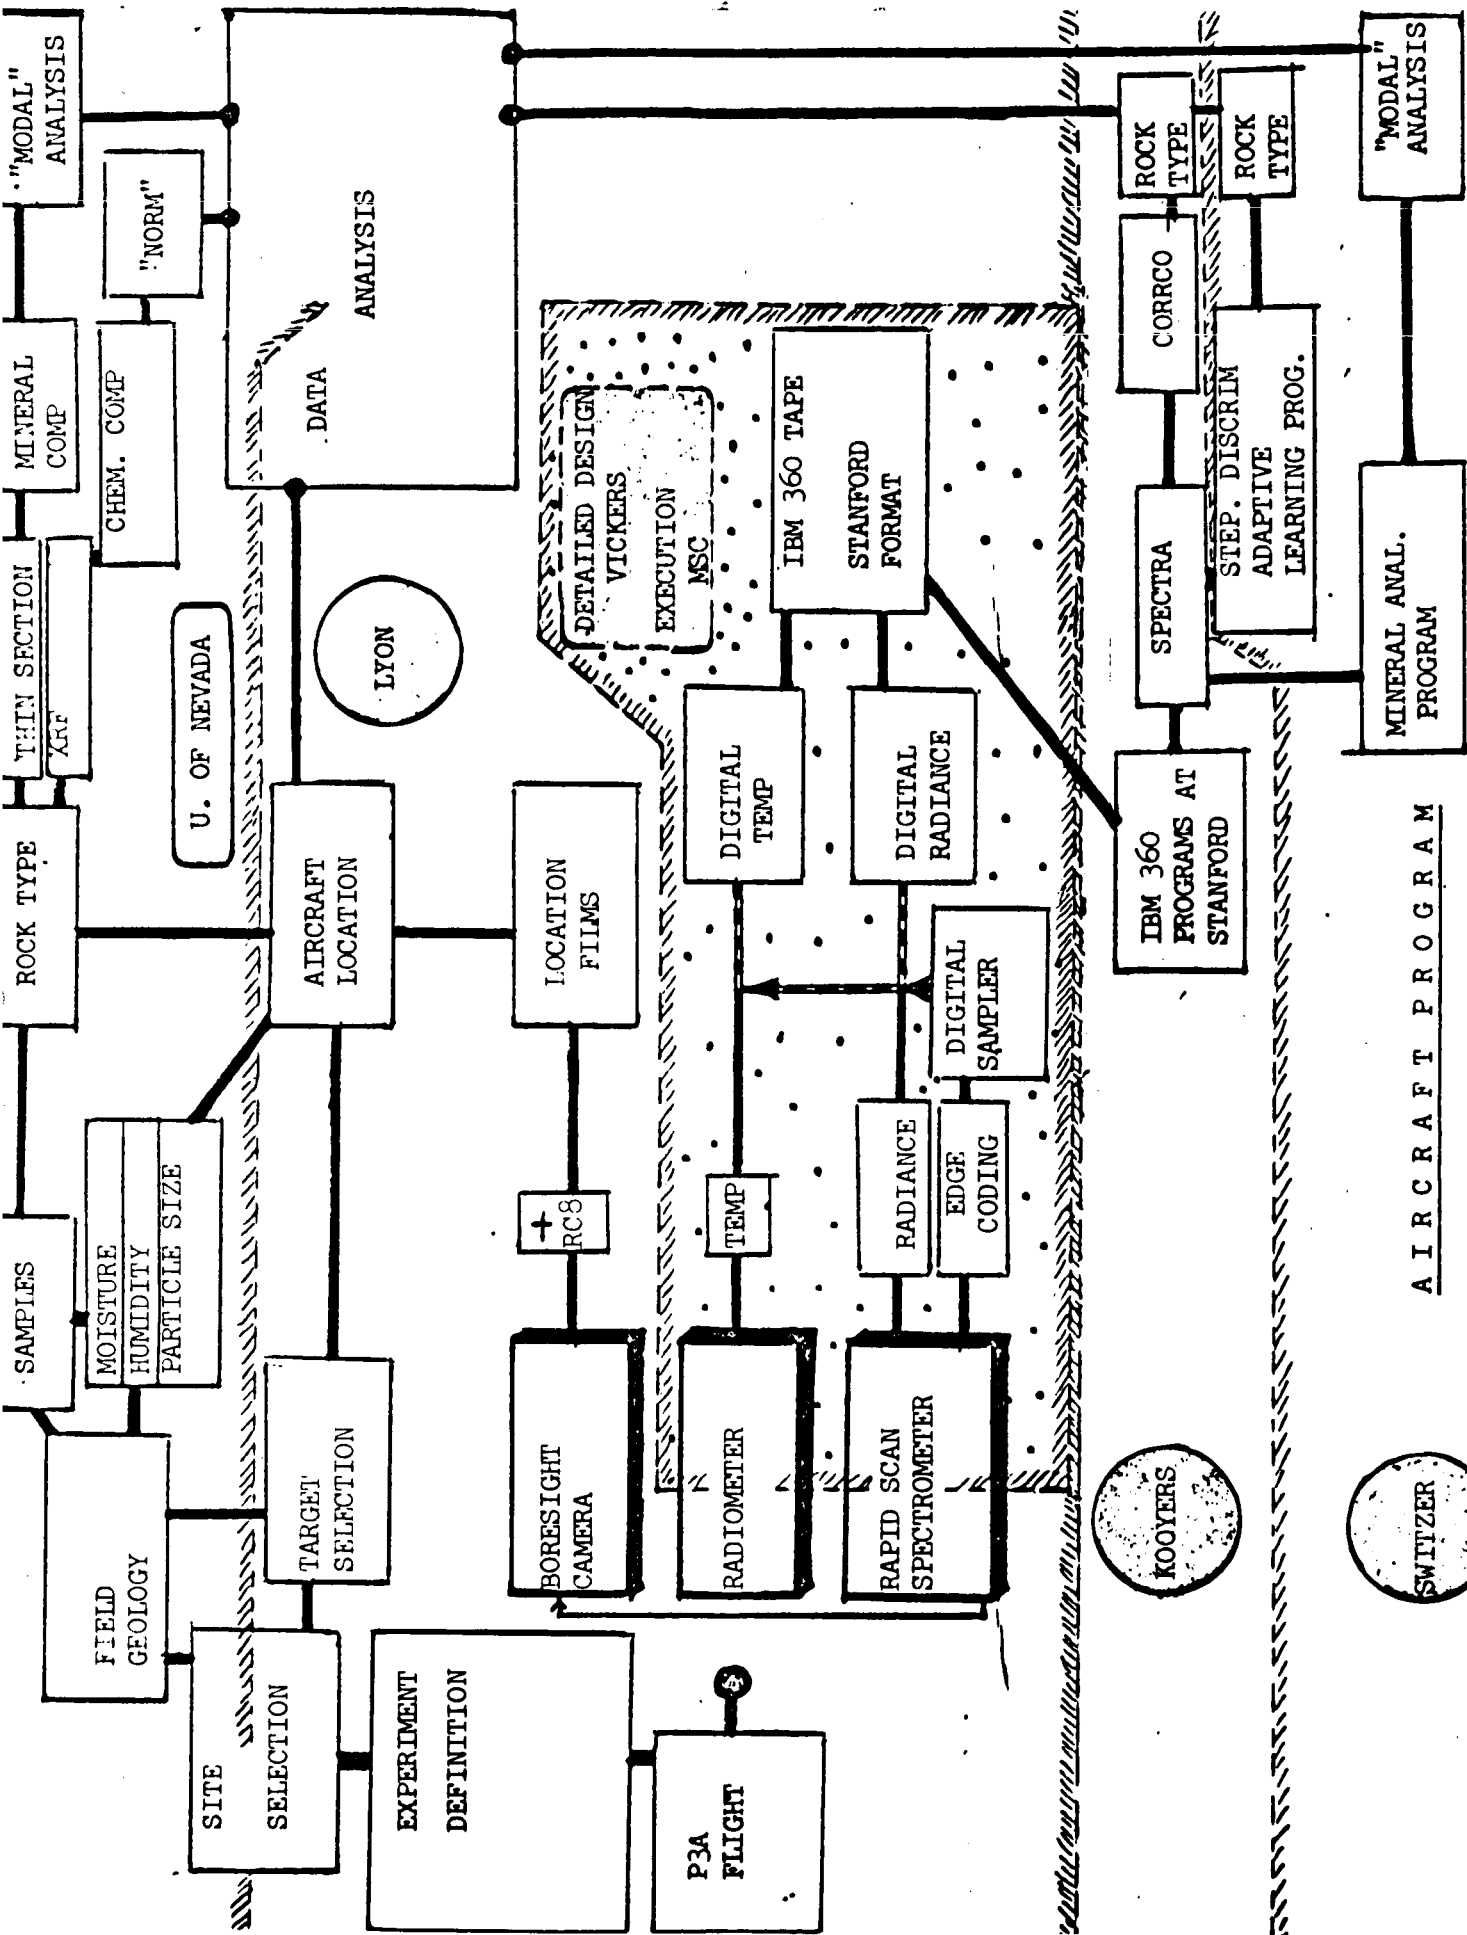 FIELD
GEOLOGY
SAMPLES
MOISTURE
HUMIDITY
PARTICLE SIZE
ROCK TYPE
THIN SECTION
XRF
MINERAL
COMP
CHEM. COMP
"MODAL"
ANALYSIS
"NORM"
U. OF NEVADA
SITE
SELECTION
TARGET
SELECTION
AIRCRAFT
LOCATION
DATA ANALYSIS
LYON
EXPERIMENT
DEFINITION
BORESIGHT
CAMERA
+
RC8
LOCATION
FILMS
DETAILED DESIGN
VICKERS
EXECUTION
MSC
P3A
FLIGHT
RADIOMETER
TEMP
DIGITAL
TEMP
IBM 360 TAPE
STANFORD
FORMAT
RAPID SCAN
SPECTROMETER
RADIANCE
EDGE
CODING
DIGITAL
RADIANCE
DIGITAL
SAMPLER
KOOYERS
IBM 360
PROGRAMS AT
STANFORD
SPECTRA
CORRCO
ROCK
TYPE
STEP. DISCRIM
ADAPTIVE
LEARNING PROG.
ROCK
TYPE
SWITZER
MINERAL ANAL.
PROGRAM
"MODAL"
ANALYSIS
AIRCRAFT PROGRAM